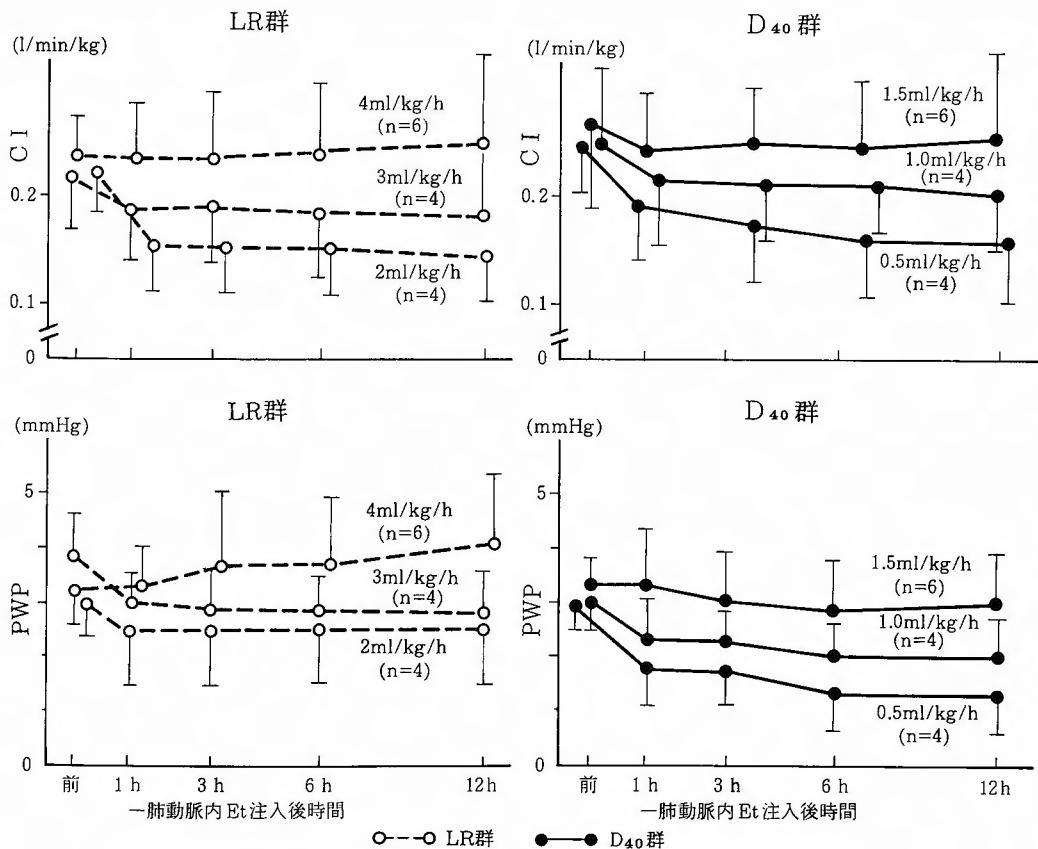 LR群
(l/min/kg)
CI
0.2
0.1
0
4ml/kg/h
(n=6)
3ml/kg/h
(n=4)
2ml/kg/h
(n=4)
D₄₀群
(l/min/kg)
CI
0.2
0.1
0
1.5ml/kg/h
(n=6)
1.0ml/kg/h
(n=4)
0.5ml/kg/h
(n=4)
LR群
(mmHg)
PWP
5
0
4ml/kg/h
(n=6)
3ml/kg/h
(n=4)
2ml/kg/h
(n=4)
前 1h 3h 6h 12h
一肺動脈内Et注入後時間
D₄₀群
(mmHg)
PWP
5
0
1.5ml/kg/h
(n=6)
1.0ml/kg/h
(n=4)
0.5ml/kg/h
(n=4)
前 1h 3h 6h 12h
一肺動脈内Et注入後時間
LR群 D₄₀群